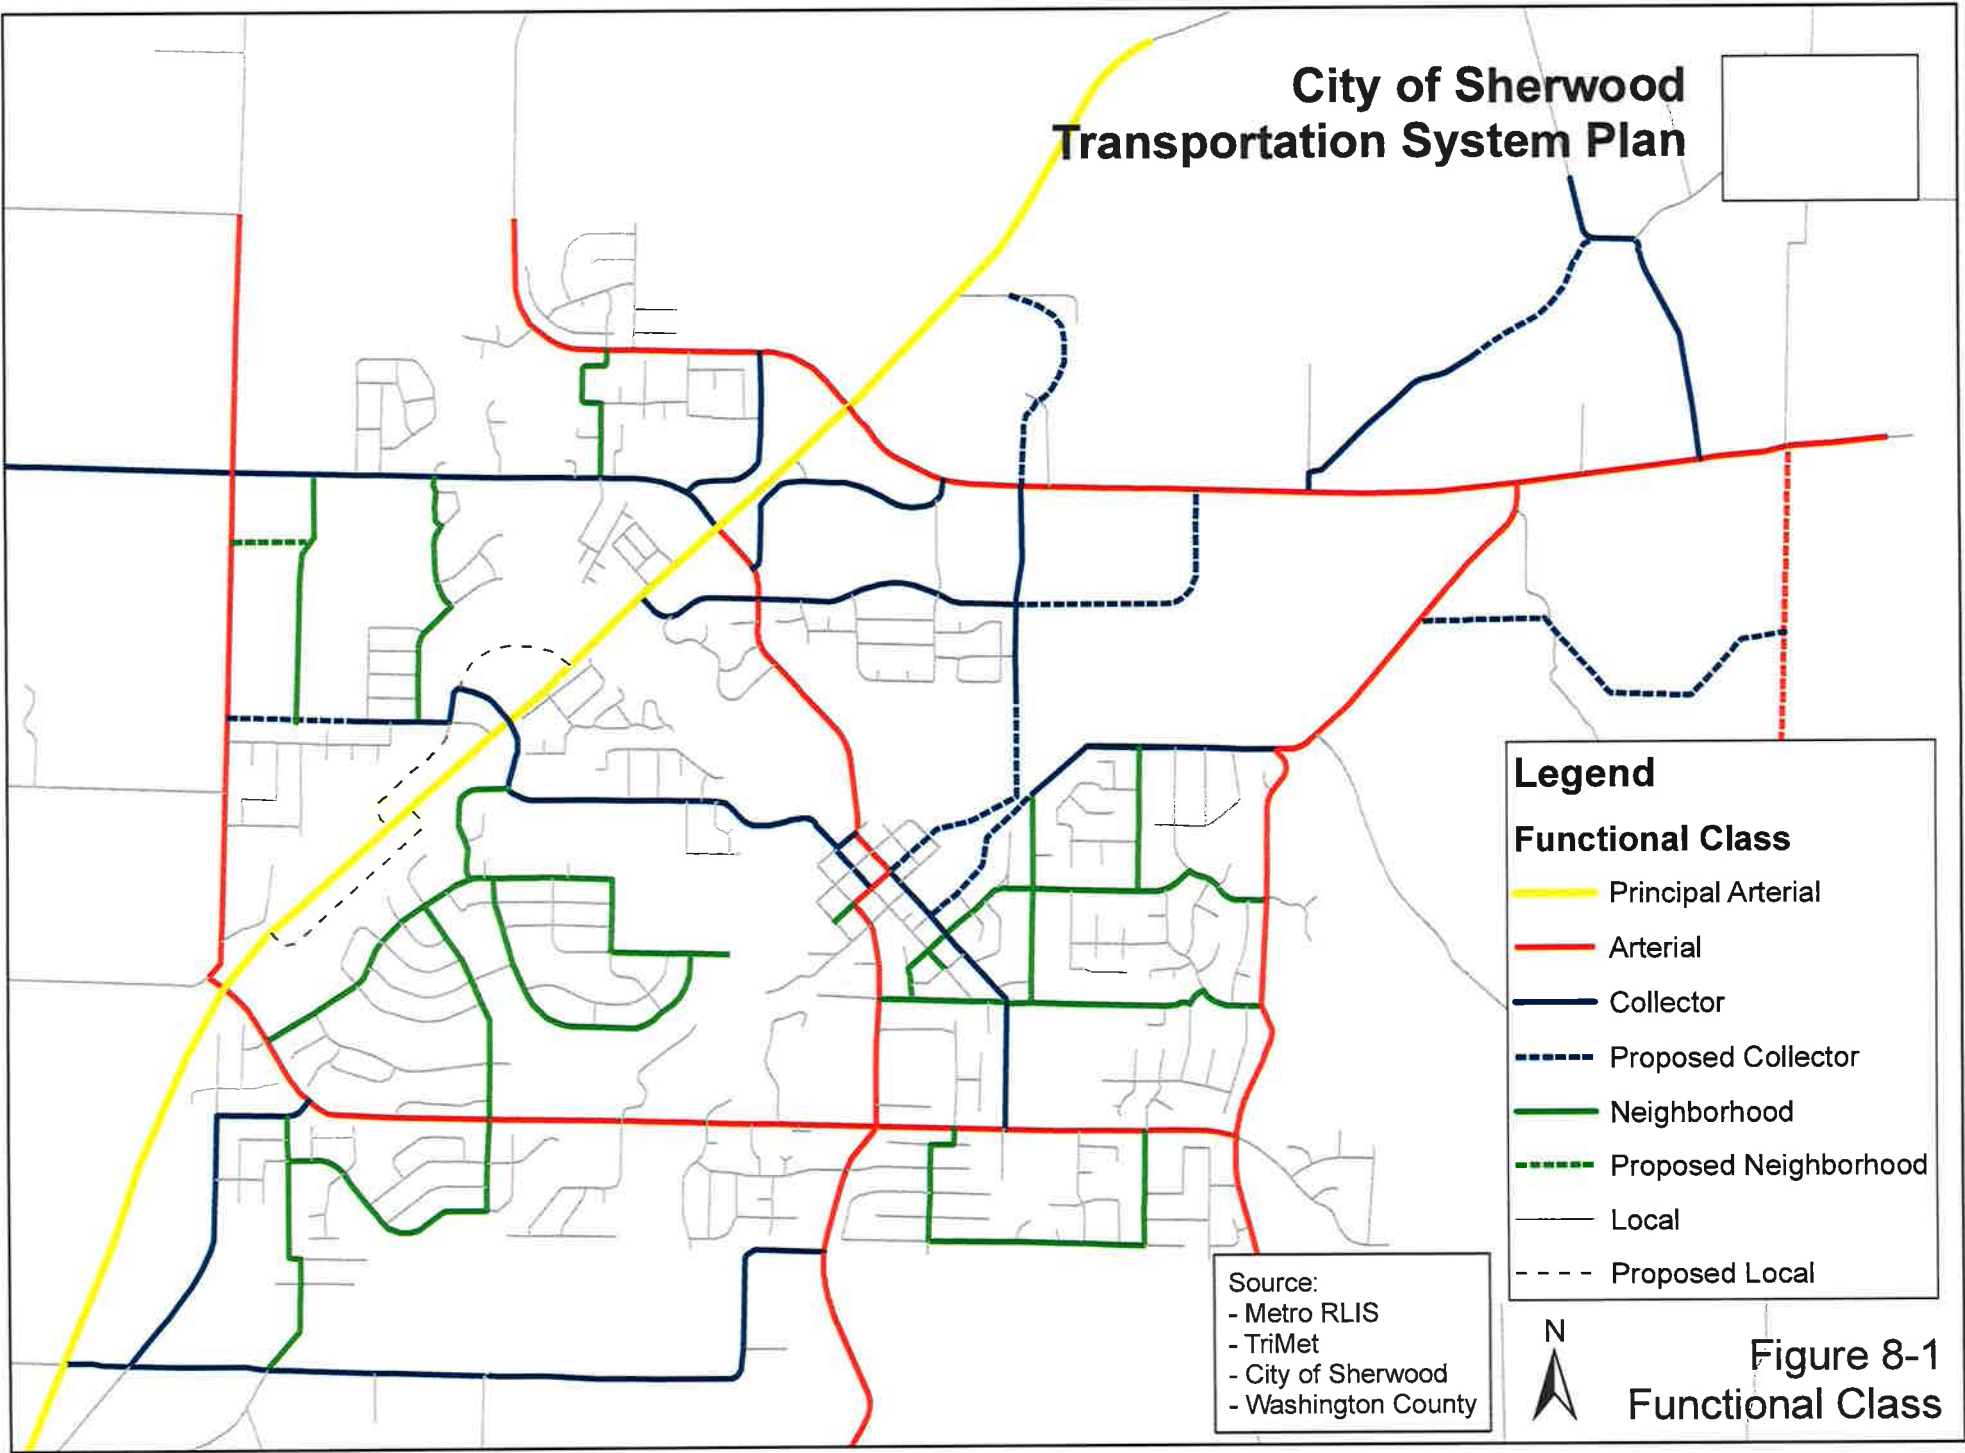 City of Sherwood
Transportation System Plan
Legend
Functional Class
Principal Arterial
Arterial
Collector
Proposed Collector
Neighborhood
Proposed Neighborhood
Local
Proposed Local
Source:
- Metro RLIS
- TriMet
- City of Sherwood
- Washington County
N
Figure 8-1
Functional Class